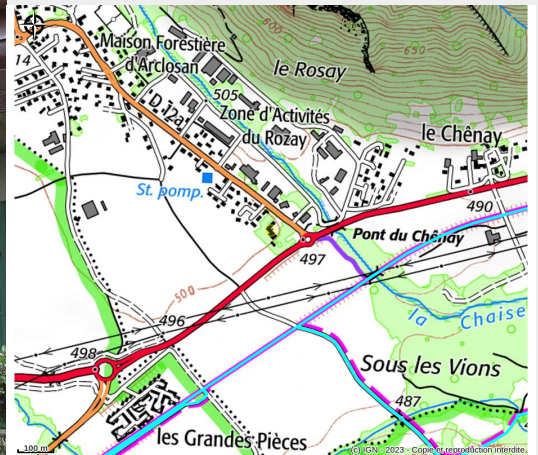 600
Maison Forestière
d'Arclosan
650
le Rosay
14
D.12a
505
Zone d'Activités
du Rozay
le Chênay
St. pomp.
490
Pont du Chênay
497
500
la Chaise
496
498
Sous les Vions
487
les Grandes Pièces
100 m
(c) IGN - 2023 - Copie et reproduction interdite